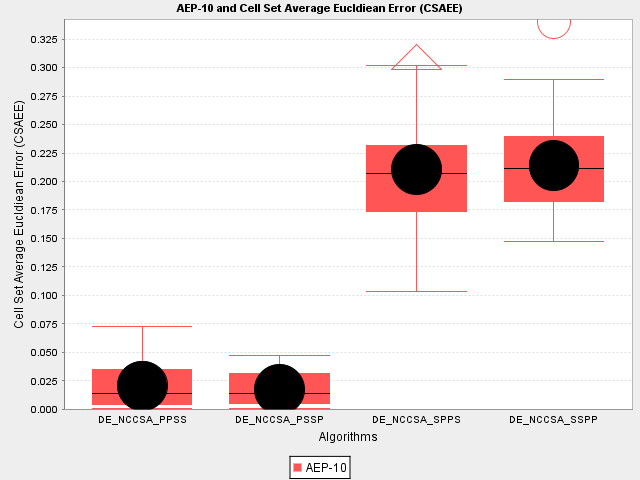 AEP-10 and Cell Set Average Eucldiean Error (CSAEE)
Cell Set Average Eucldiean Error (CSAEE)
0.325
0.300
0.275
0.250
0.225
0.200
0.175
0.150
0.125
0.100
0.075
0.050
0.025
0.000
DE_NCCSA_PPSS DE_NCCSA_PSSP DE_NCCSA_SPPS DE_NCCSA_SSPP
Algorithms
AEP-10